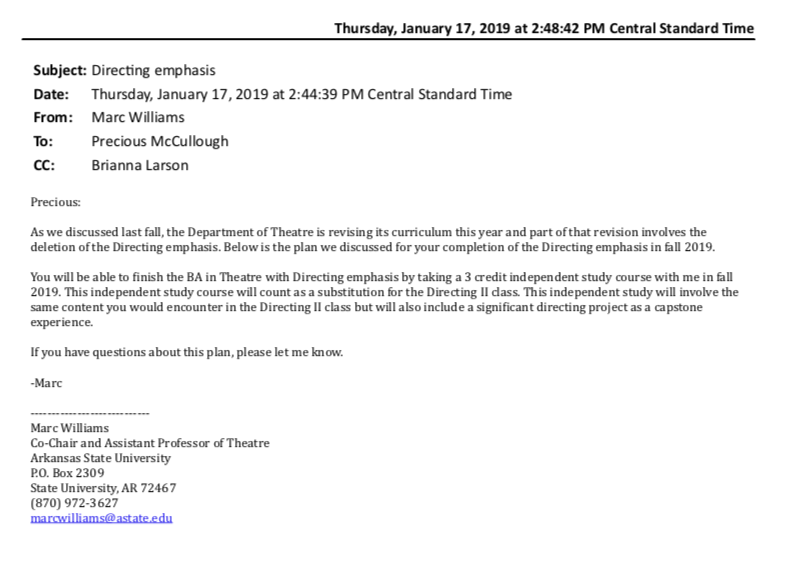 Thursday, January 17, 2019 at 2:48:42 PM Central Standard Time
Subject: Directing emphasis
Date: Thursday, January 17, 2019 at 2:44:39 PM Central Standard Time
From: Marc Williams
To: Precious McCullough
CC: Brianna Larson
Precious:
As we discussed last fall, the Department of Theatre is revising its curriculum this year and part of that revision involves the
deletion of the Directing emphasis. Below is the plan we discussed for your completion of the Directing emphasis in fall 2019.
You will be able to finish the BA in Theatre with Directing emphasis by taking a 3 credit independent study course with me in fall
2019. This independent study course will count as a substitution for the Directing II class. This independent study will involve the
same content you would encounter in the Directing II class but will also include a significant directing project as a capstone
experience.
If you have questions about this plan, please let me know.
-Marc
----------------------------
Marc Williams
Co-Chair and Assistant Professor of Theatre
Arkansas State University
P.O. Box 2309
State University, AR 72467
(870) 972-3627
marcwilliams@astate.edu